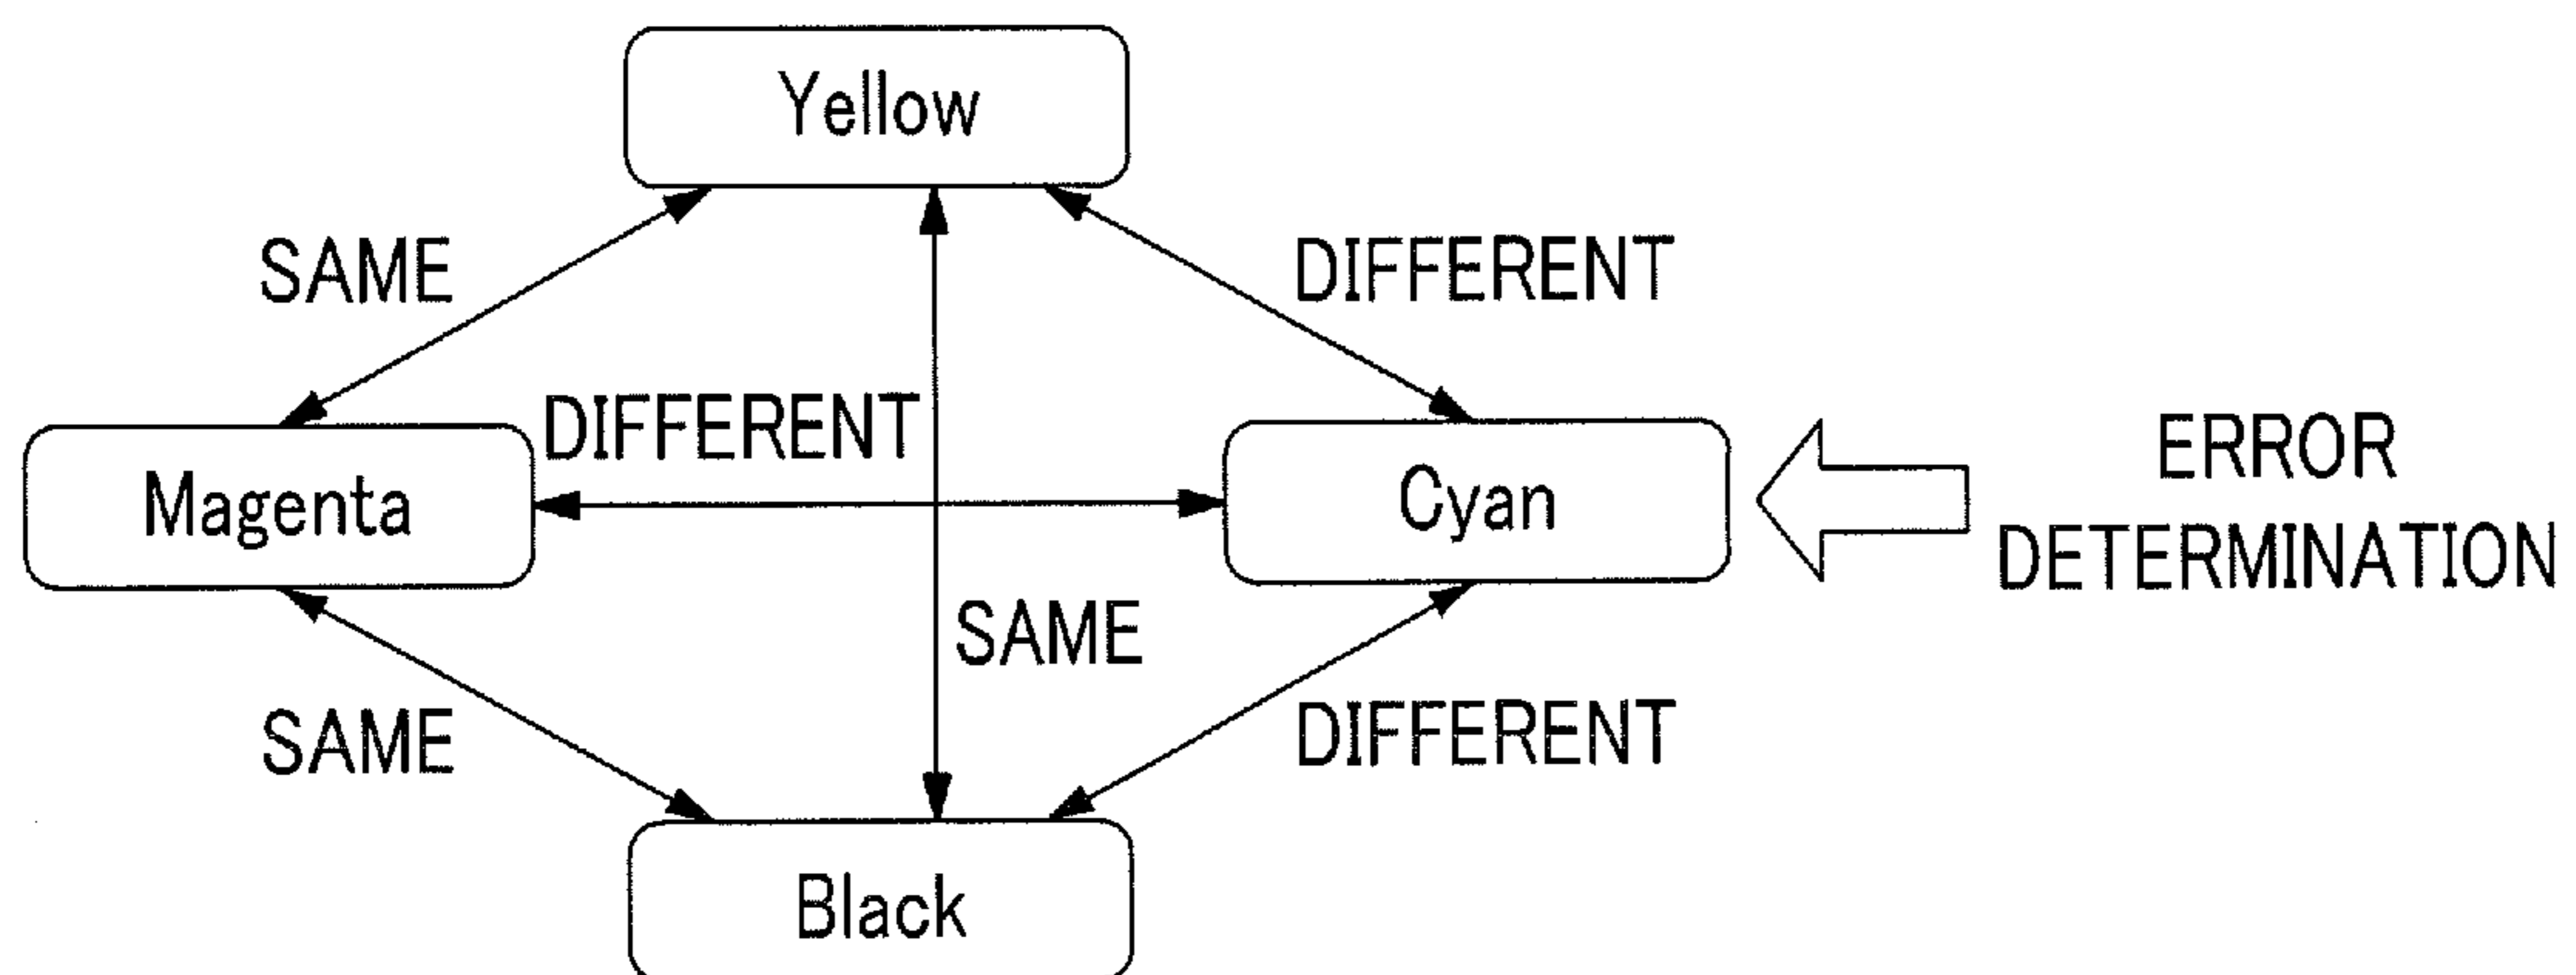 Yellow
SAME
DIFFERENT
DIFFERENT
Magenta
Cyan
ERROR
DETERMINATION
SAME
SAME
DIFFERENT
Black